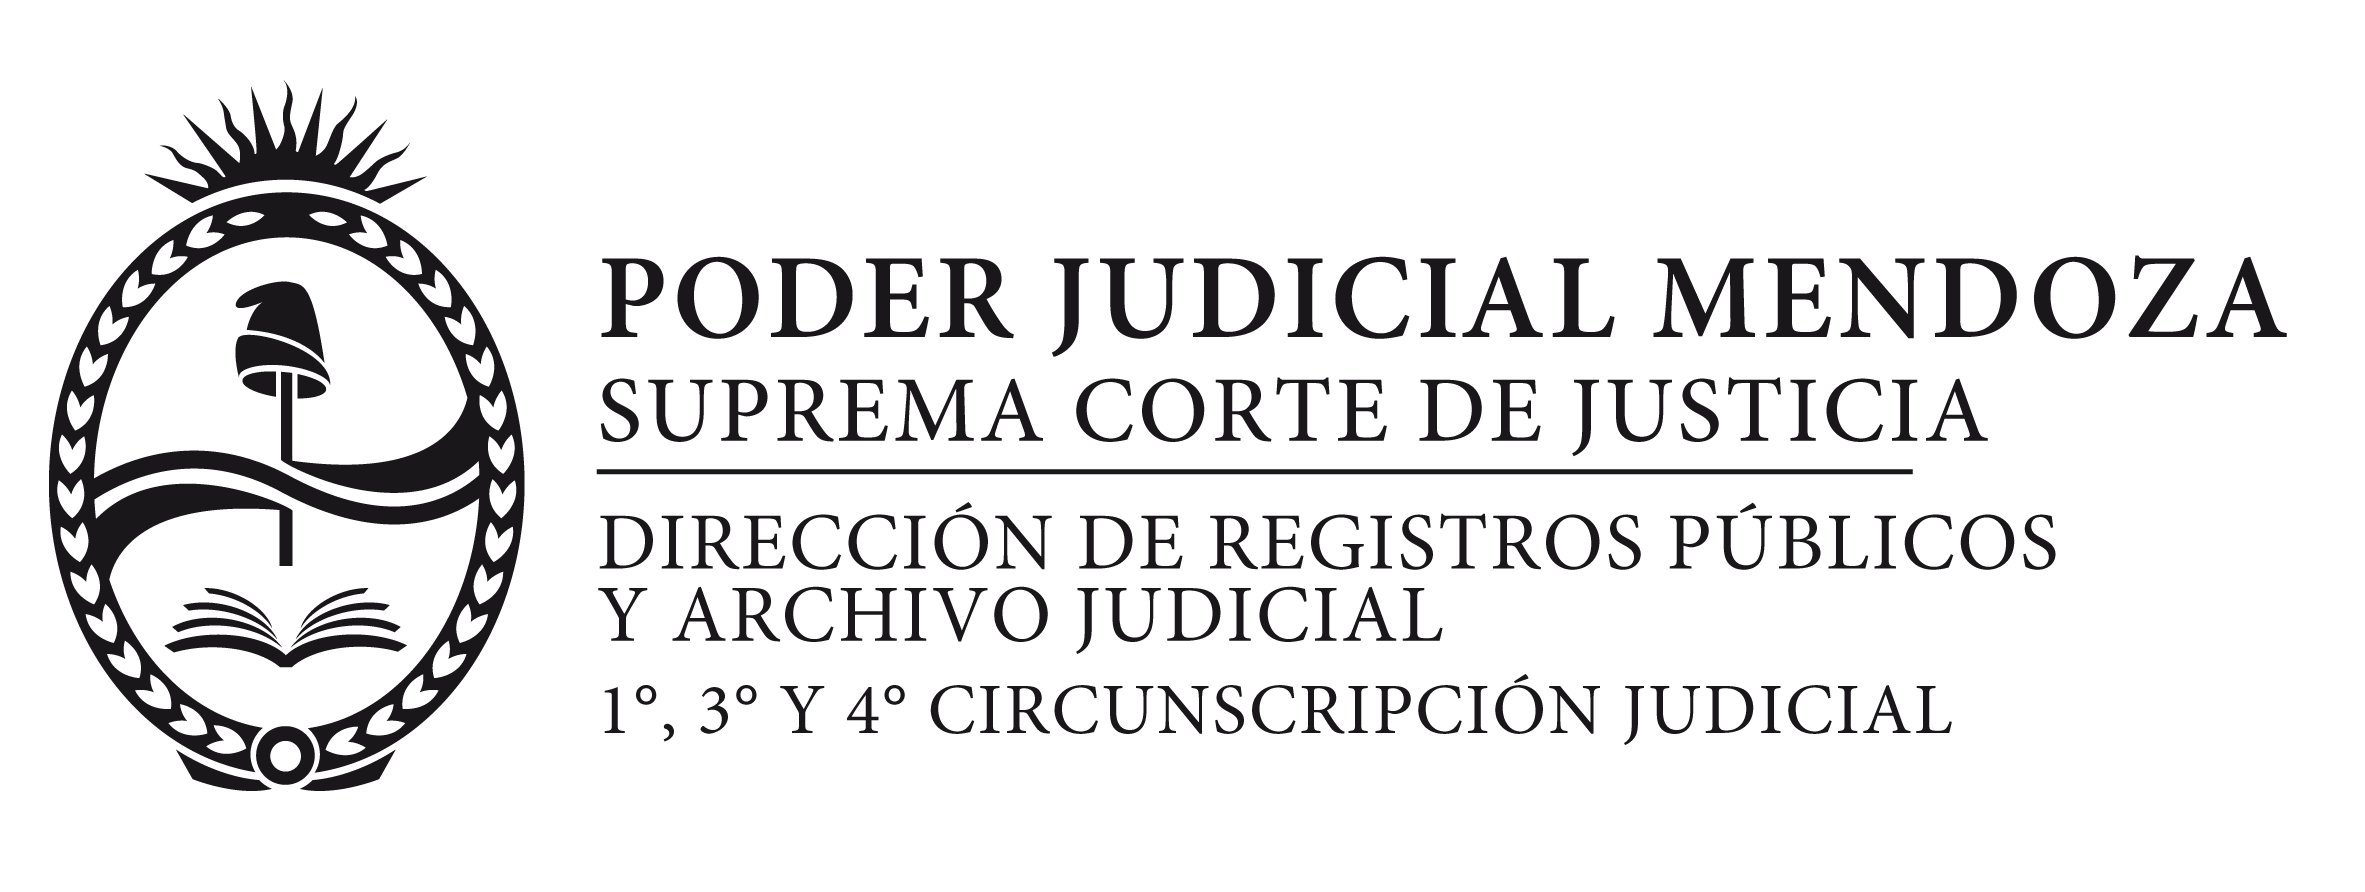 PODER JUDICIAL MENDOZA
SUPREMA CORTE DE JUSTICIA
DIRECCIÓN DE REGISTROS PÚBLICOS
Y ARCHIVO JUDICIAL
1°, 3° Y 4° CIRCUNSCRIPCIÓN JUDICIAL